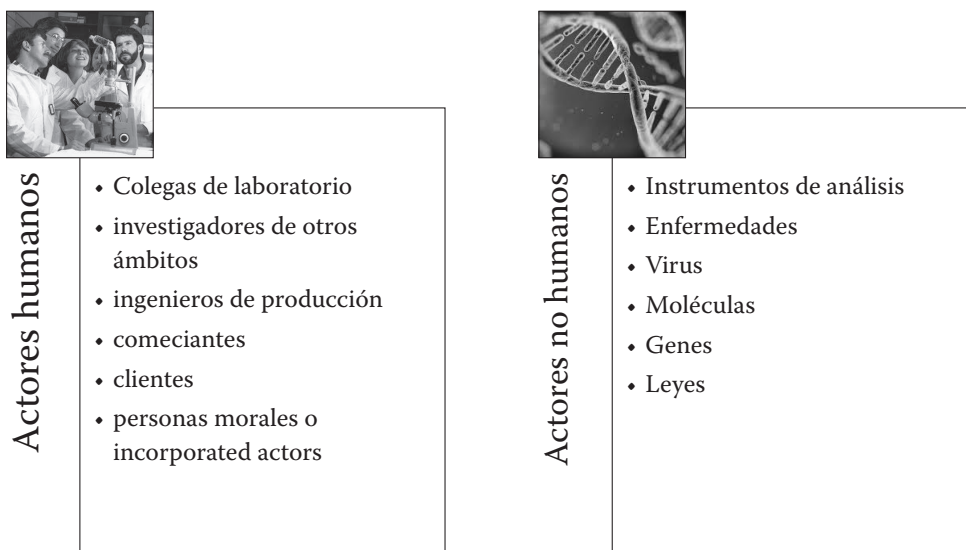 Actores humanos
• Colegas de laboratorio
• investigadores de otros
ámbitos
• ingenieros de producción
• comeciantes
• clientes
• personas morales o
incorporated actors
Actores no humanos
• Instrumentos de análisis
• Enfermedades
• Virus
• Moléculas
• Genes
• Leyes